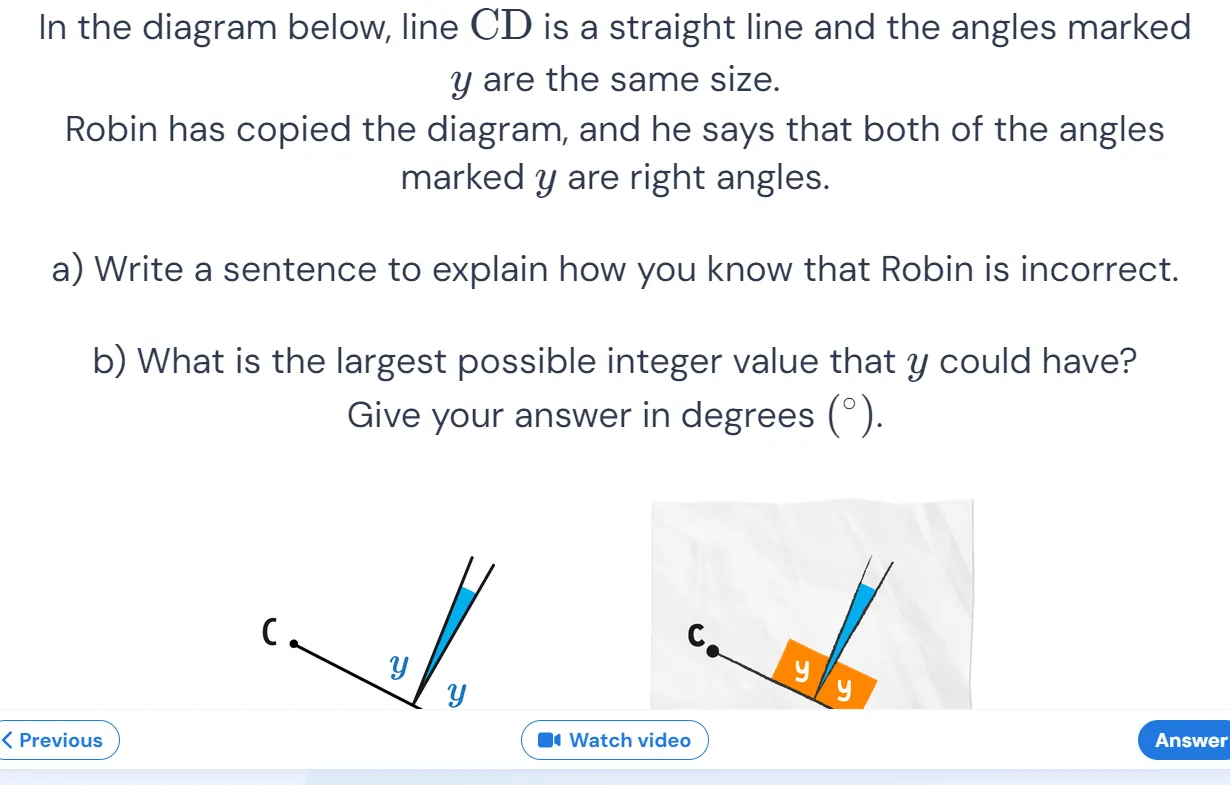 In the diagram below, line CD is a straight line and the angles marked
y are the same size.
Robin has copied the diagram, and he says that both of the angles
marked y are right angles.
a) Write a sentence to explain how you know that Robin is incorrect.
b) What is the largest possible integer value that y could have?
Give your answer in degrees (°).
C
y
y
C
y
y
Previous
Watch video
Answer